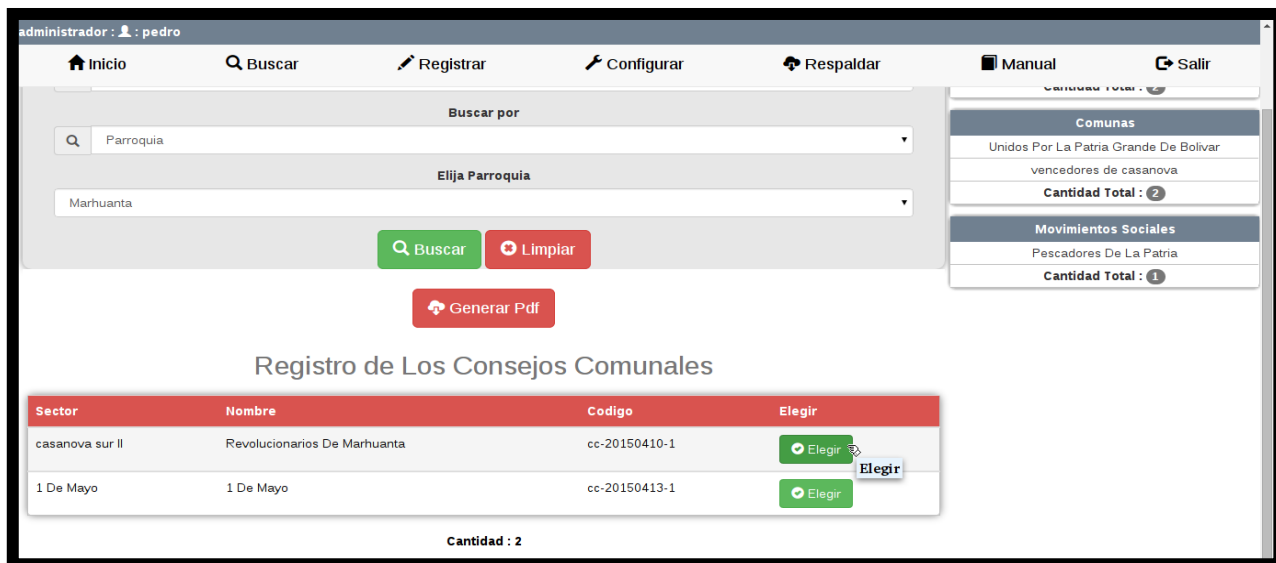 administrador : : pedro
Inicio Buscar Registrar Configurar Respaldar Manual Salir
Buscar por
Parroquia
Elija Parroquia
Marhuanta
Buscar Limpiar
Generar Pdf
Cantidad Total : 2
Comunas
Unidos Por La Patria Grande De Bolivar
vencedores de casanova
Cantidad Total : 2
Movimientos Sociales
Pescadores De La Patria
Cantidad Total : 1
Registro de Los Consejos Comunales
Sector Nombre Codigo Elegir
casanova sur II Revolucionarios De Marhuanta cc-20150410-1 Elegir
Elegir
1 De Mayo 1 De Mayo cc-20150413-1 Elegir
Cantidad : 2